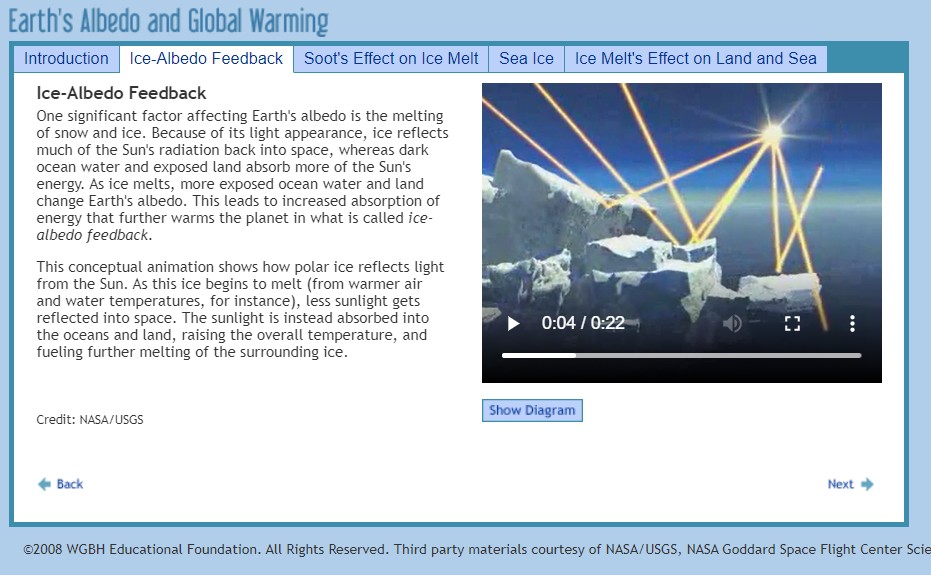 Earth's Albedo and Global Warming
Introduction
Ice-Albedo Feedback
Soot's Effect on Ice Melt
Sea Ice
Ice Melt's Effect on Land and Sea
Ice-Albedo Feedback
One significant factor affecting Earth's albedo is the melting
of snow and ice. Because of its light appearance, ice reflects
much of the Sun's radiation back into space, whereas dark
ocean water and exposed land absorb more of the Sun's
energy. As ice melts, more exposed ocean water and land
change Earth's albedo. This leads to increased absorption of
energy that further warms the planet in what is called ice-
albedo feedback.
This conceptual animation shows how polar ice reflects light
from the Sun. As this ice begins to melt (from warmer air
and water temperatures, for instance), less sunlight gets
reflected into space. The sunlight is instead absorbed into
the oceans and land, raising the overall temperature, and
fueling further melting of the surrounding ice.
Credit: NASA/USGS
0:04 / 0:22
Show Diagram
Back
Next
©2008 WGBH Educational Foundation. All Rights Reserved. Third party materials courtesy of NASA/USGS, NASA Goddard Space Flight Center Scie